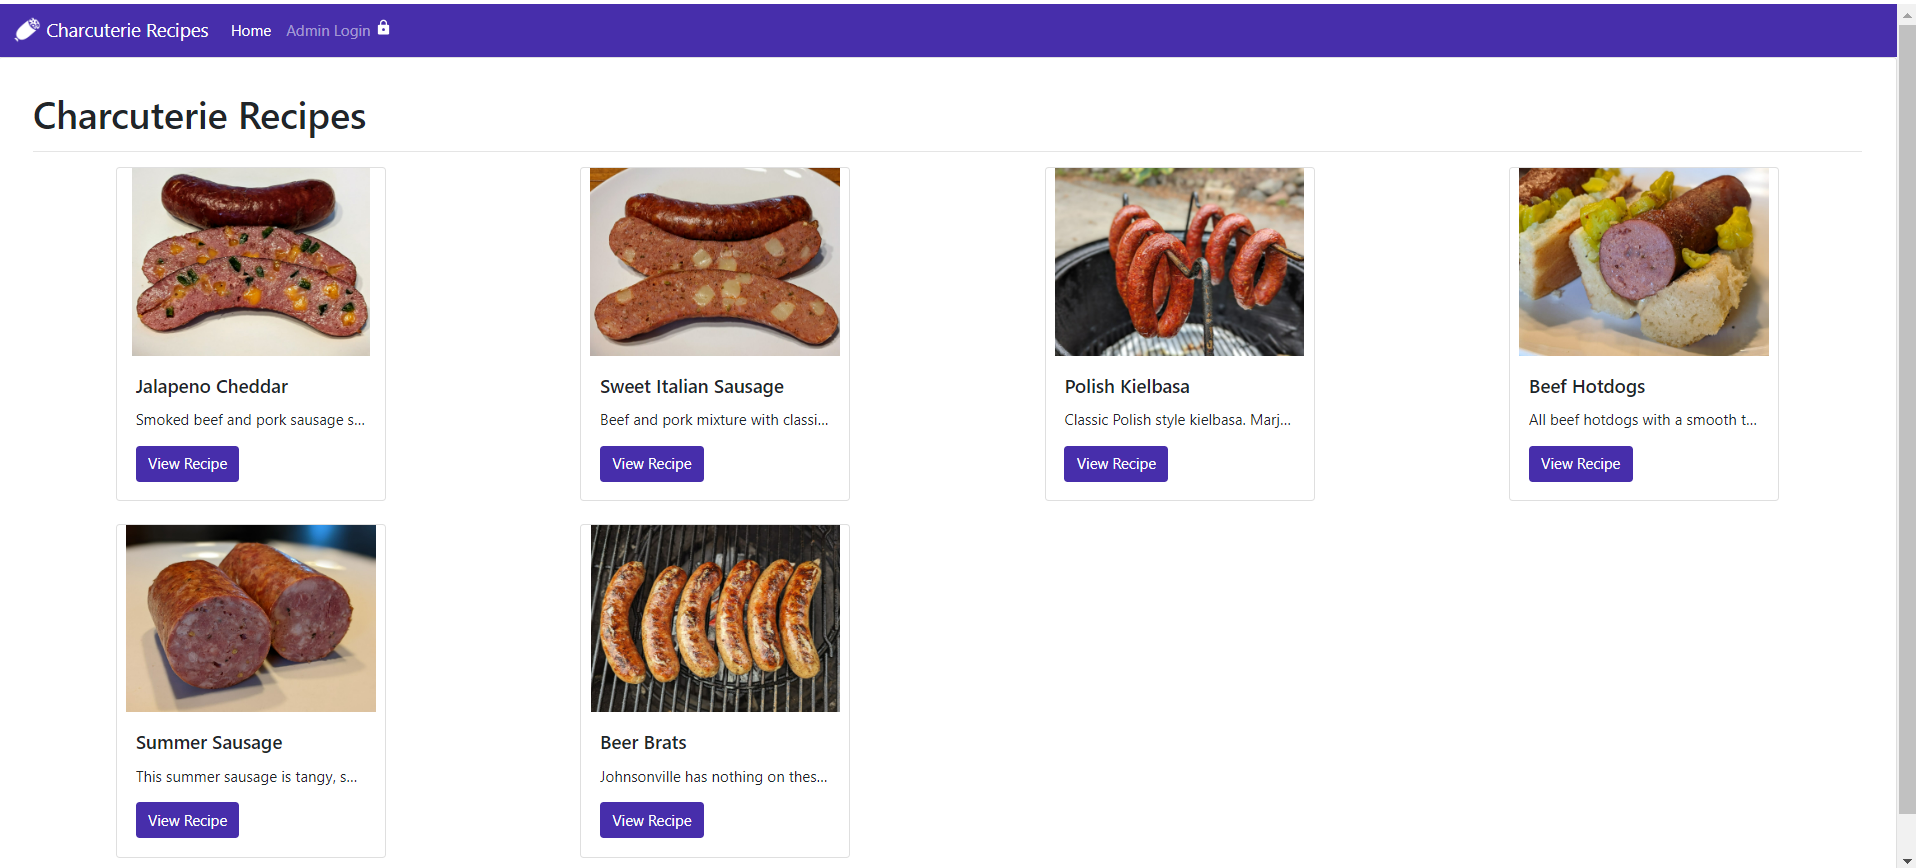 Charcuterie Recipes Home Admin Login
Charcuterie Recipes
Jalapeno Cheddar
Smoked beef and pork sausage s...
View Recipe
Sweet Italian Sausage
Beef and pork mixture with classi...
View Recipe
Polish Kielbasa
Classic Polish style kielbasa. Marj...
View Recipe
Beef Hotdogs
All beef hotdogs with a smooth t...
View Recipe
Summer Sausage
This summer sausage is tangy, s...
View Recipe
Beer Brats
Johnsonville has nothing on thes...
View Recipe